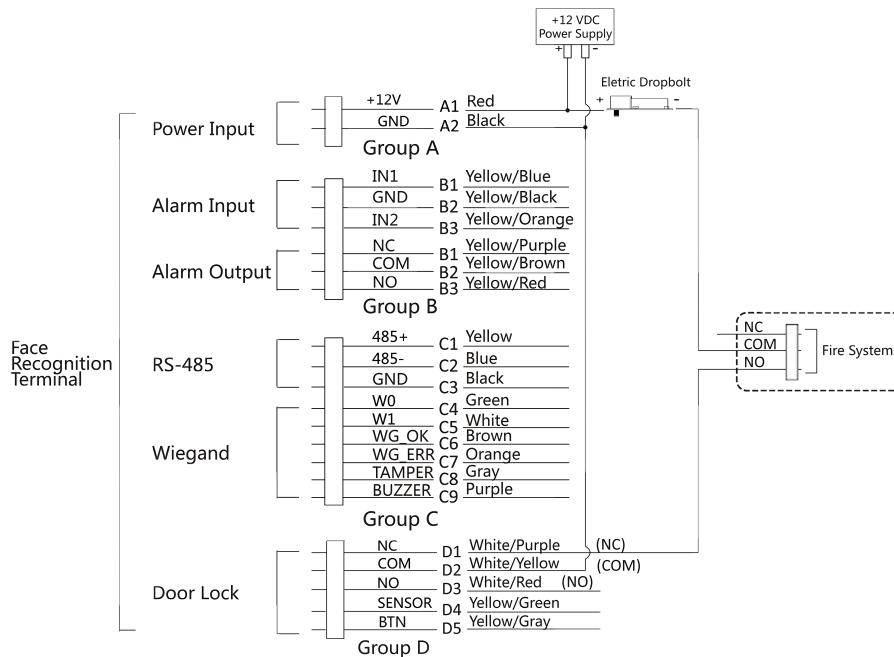 +12 VDC
Power Supply
+ -
Eletric Dropbolt
+ -
Face
Recognition
Terminal
Power Input
+12V A1 Red
GND A2 Black
Group A
Alarm Input
IN1 B1 Yellow/Blue
GND B2 Yellow/Black
IN2 B3 Yellow/Orange
Alarm Output
NC B1 Yellow/Purple
COM B2 Yellow/Brown
NO B3 Yellow/Red
Group B
NC
COM
NO
Fire System
RS-485
485+ C1 Yellow
485- C2 Blue
GND C3 Black
Wiegand
W0 C4 Green
W1 C5 White
WG_OK C6 Brown
WG_ERR C7 Orange
TAMPER C8 Gray
BUZZER C9 Purple
Group C
Door Lock
NC D1 White/Purple (NC)
COM D2 White/Yellow (COM)
NO D3 White/Red (NO)
SENSOR D4 Yellow/Green
BTN D5 Yellow/Gray
Group D